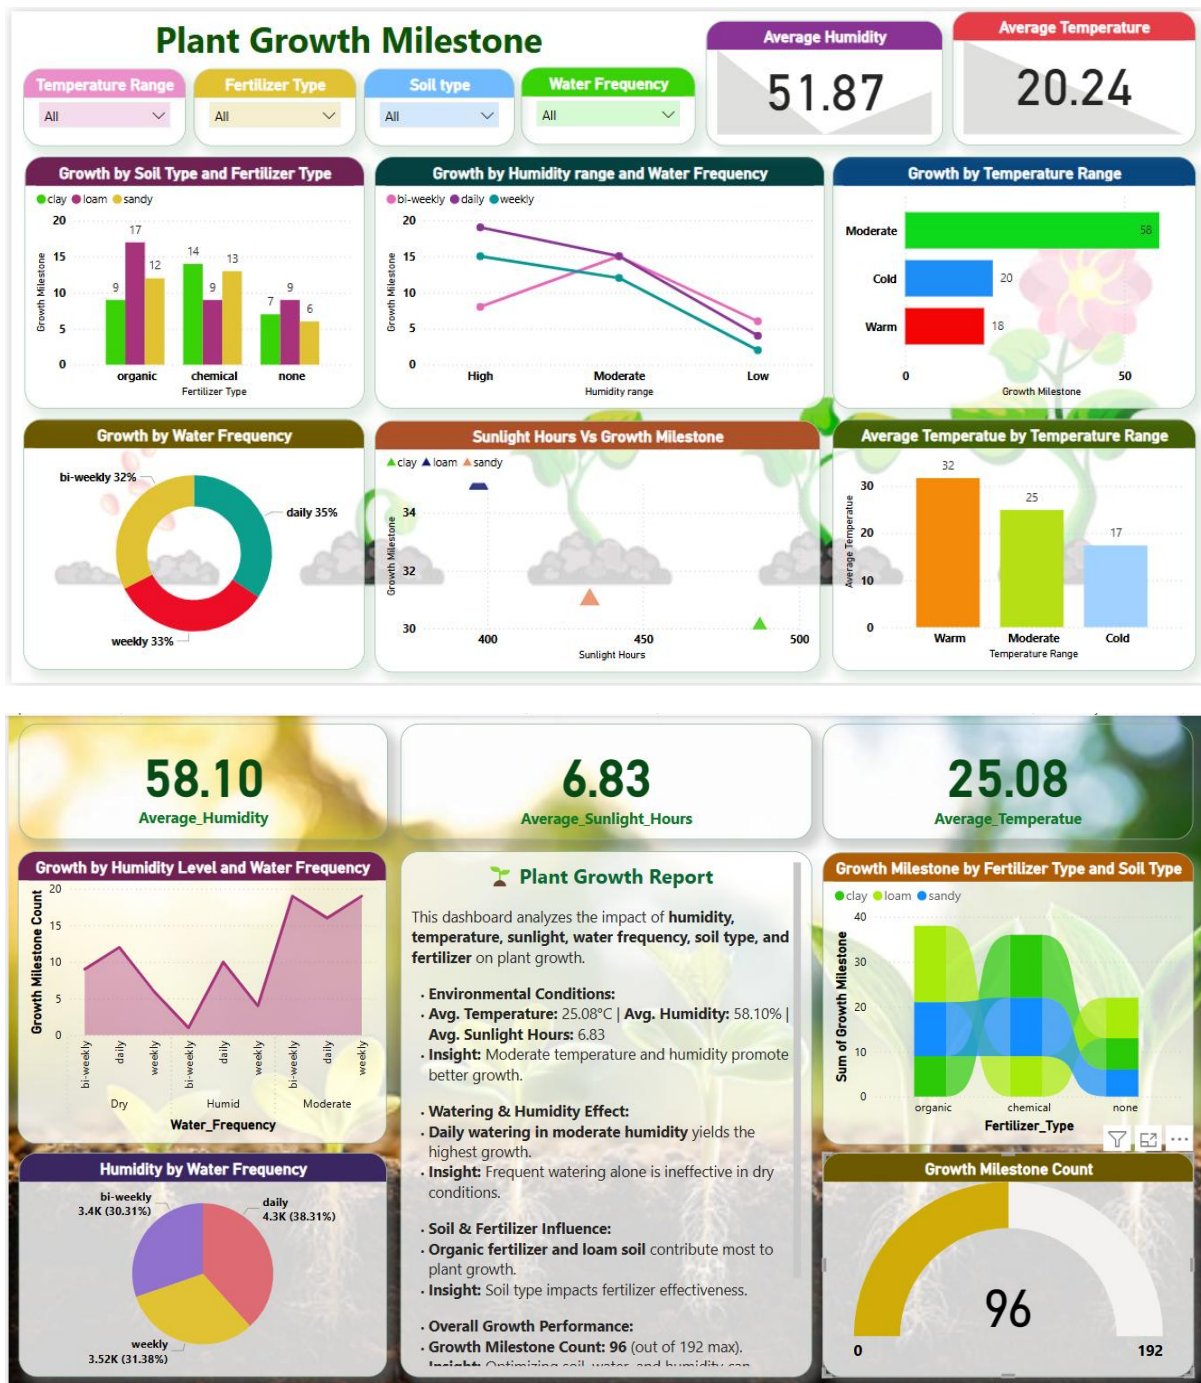 Plant Growth Milestone
Average Humidity
51.87
Average Temperature
20.24
Temperature Range
All
Fertilizer Type
All
Soil type
All
Water Frequency
All
Growth by Soil Type and Fertilizer Type
clay loam sandy
Growth Milestone
20
15
10
5
0
9
17
12
14
9
13
7
9
6
organic chemical none
Fertilizer Type
Growth by Humidity range and Water Frequency
bi-weekly daily weekly
Growth Milestone
20
15
10
5
0
High Moderate Low
Humidity range
Growth by Temperature Range
Moderate
58
Cold
20
Warm
18
0 50
Growth Milestone
Growth by Water Frequency
bi-weekly 32%
daily 35%
weekly 33%
Sunlight Hours Vs Growth Milestone
clay loam sandy
Growth Milestone
34
32
30
400 450 500
Sunlight Hours
Average Temperatue by Temperature Range
Average Temperatue
30
20
10
0
32
25
17
Warm Moderate Cold
Temperature Range
58.10
Average_Humidity
6.83
Average_Sunlight_Hours
25.08
Average_Temperatue
Growth by Humidity Level and Water Frequency
Growth Milestone Count
20
15
10
5
0
bi-weekly daily weekly bi-weekly daily weekly bi-weekly daily weekly
Dry Humid Moderate
Water_Frequency
Plant Growth Report
This dashboard analyzes the impact of humidity,
temperature, sunlight, water frequency, soil type, and
fertilizer on plant growth.
• Environmental Conditions:
• Avg. Temperature: 25.08°C | Avg. Humidity: 58.10% |
Avg. Sunlight Hours: 6.83
• Insight: Moderate temperature and humidity promote
better growth.
• Watering & Humidity Effect:
• Daily watering in moderate humidity yields the
highest growth.
• Insight: Frequent watering alone is ineffective in dry
conditions.
• Soil & Fertilizer Influence:
• Organic fertilizer and loam soil contribute most to
plant growth.
• Insight: Soil type impacts fertilizer effectiveness.
• Overall Growth Performance:
• Growth Milestone Count: 96 (out of 192 max).
• Insight: Optimizing soil, water, and humidity can
Growth Milestone by Fertilizer Type and Soil Type
clay loam sandy
Sum of Growth Milestone
40
30
20
10
0
organic chemical none
Fertilizer_Type
Humidity by Water Frequency
bi-weekly
3.4K (30.31%)
daily
4.3K (38.31%)
weekly
3.52K (31.38%)
Growth Milestone Count
96
0 192